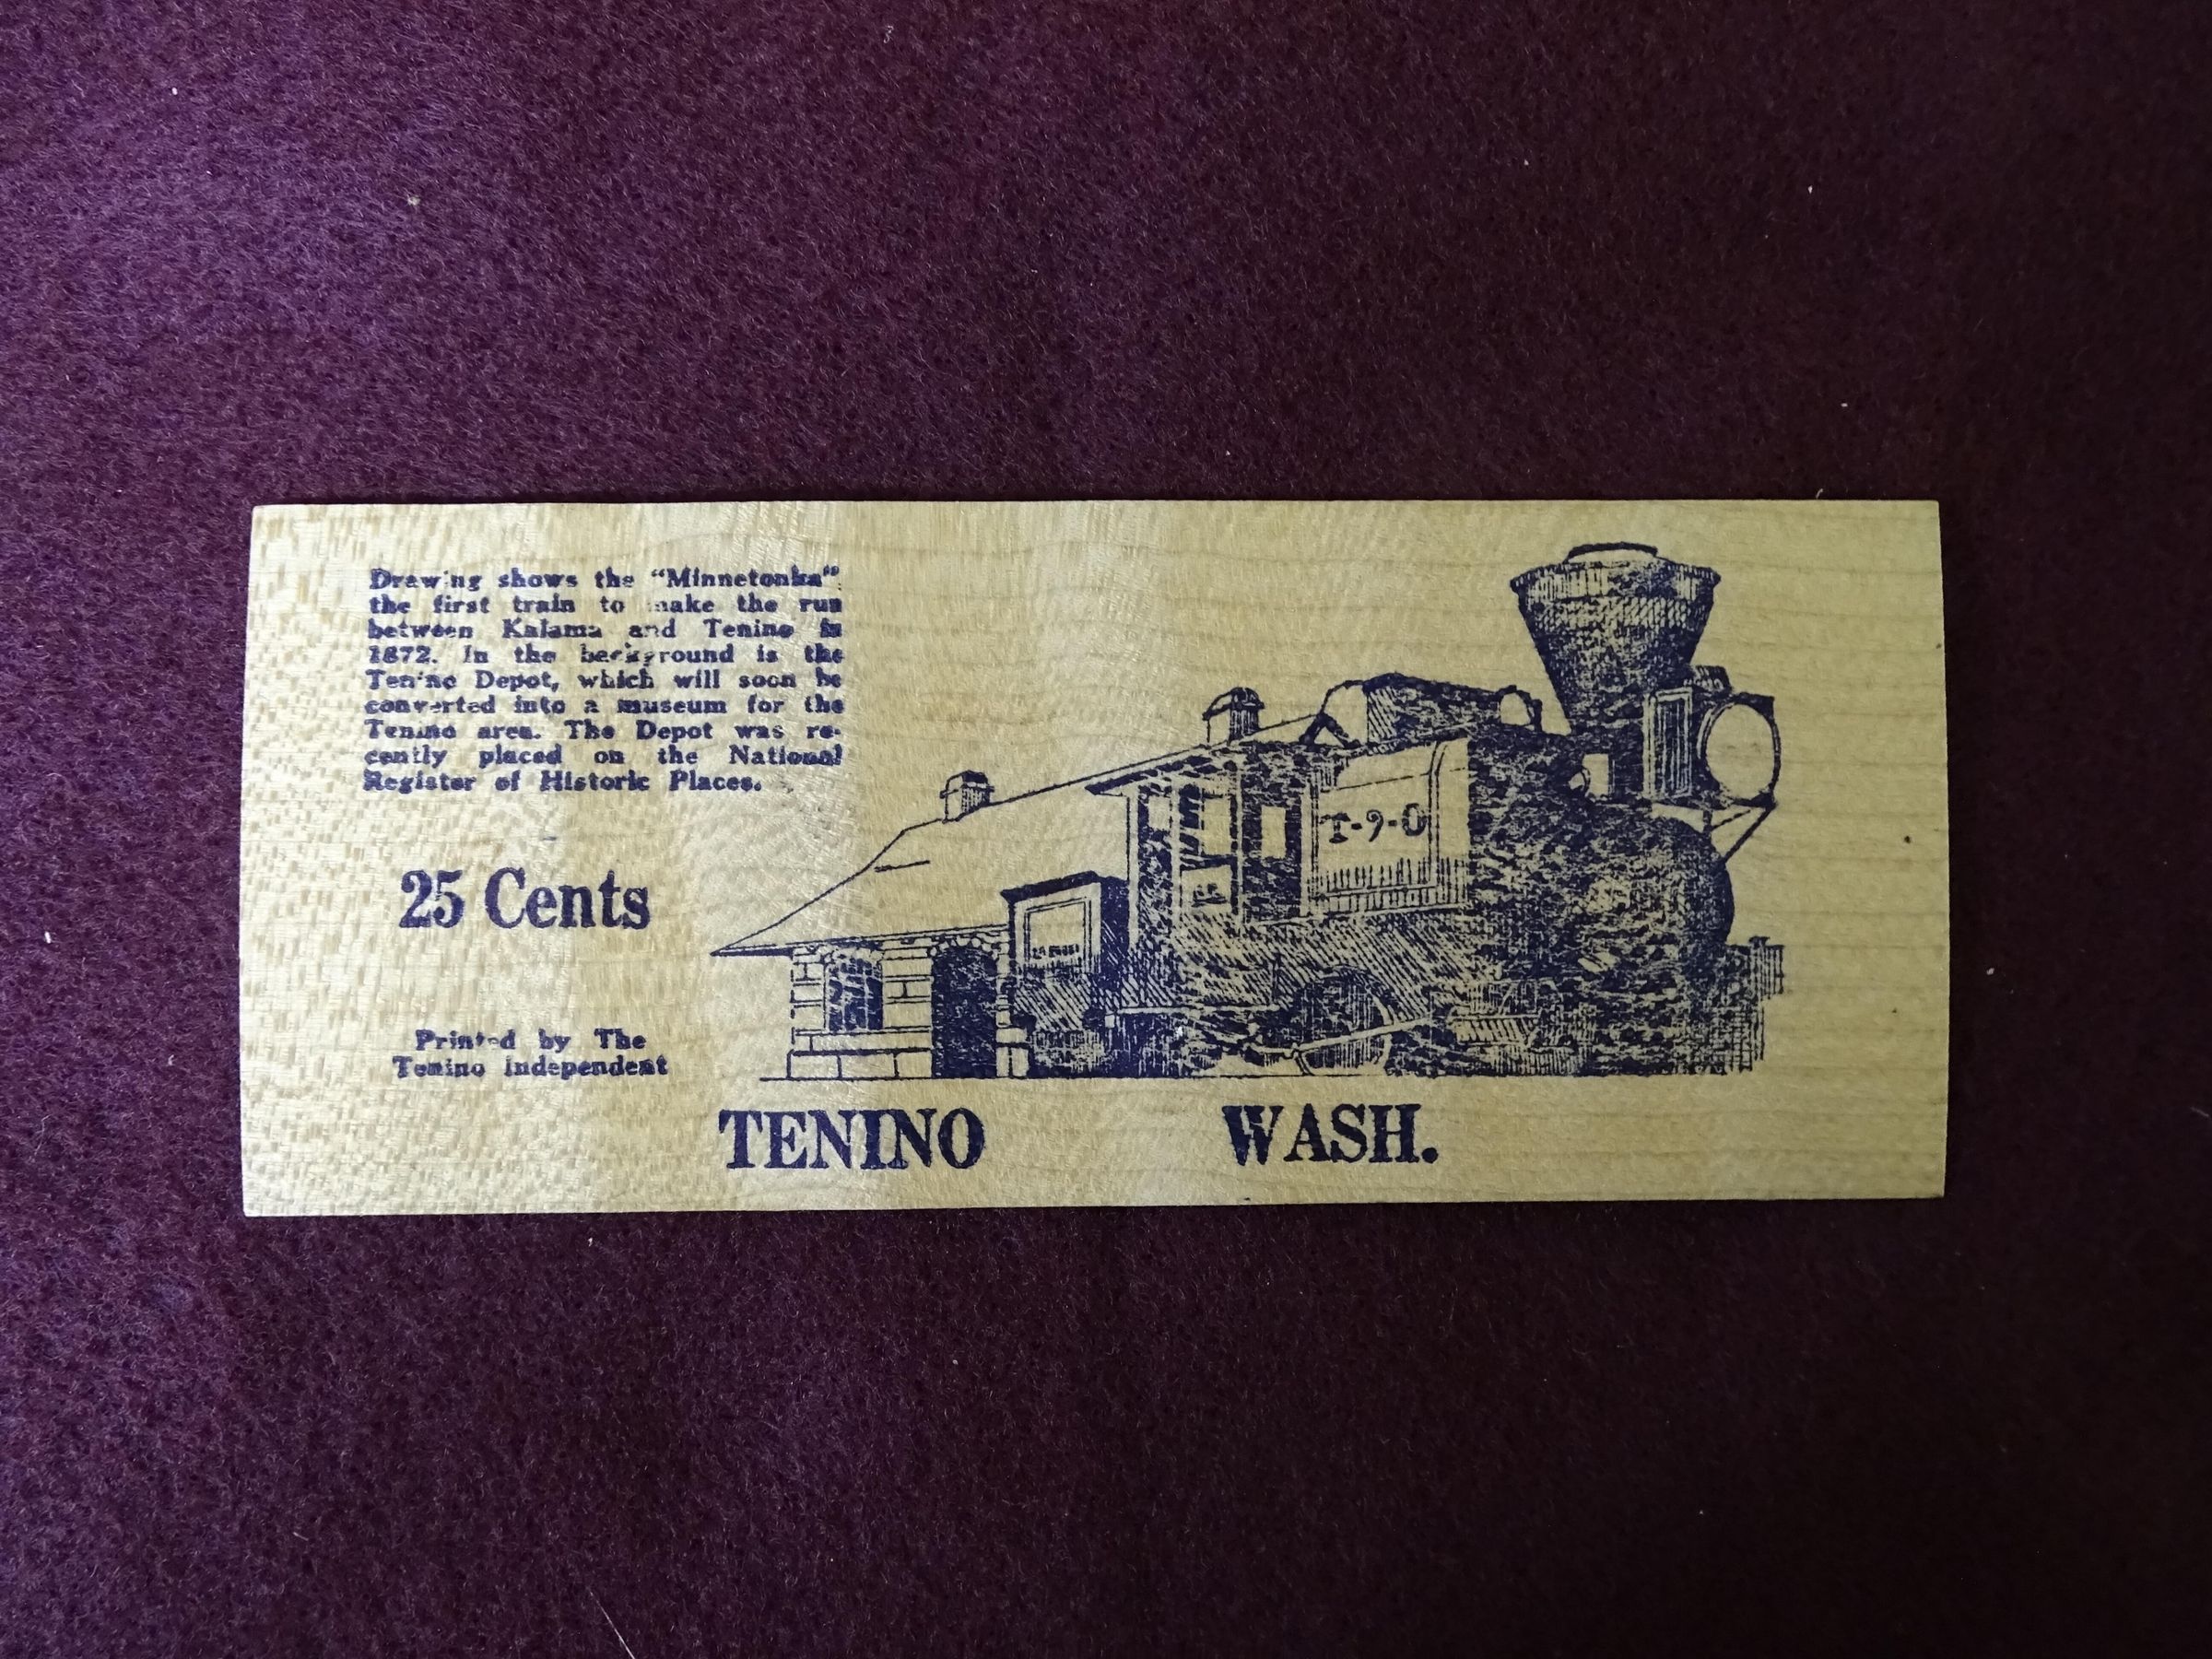 Drawing shows the "Minnetonka",
the first train to make the run
between Kalama and Tenino in
1872. In the background is the
Tenino Depot, which will soon be
converted into a museum for the
Tenino area. The Depot was re-
cently placed on the National
Register of Historic Places.
25 Cents
Printed by The
Tenino Independent
T-9-0
TENINO WASH.